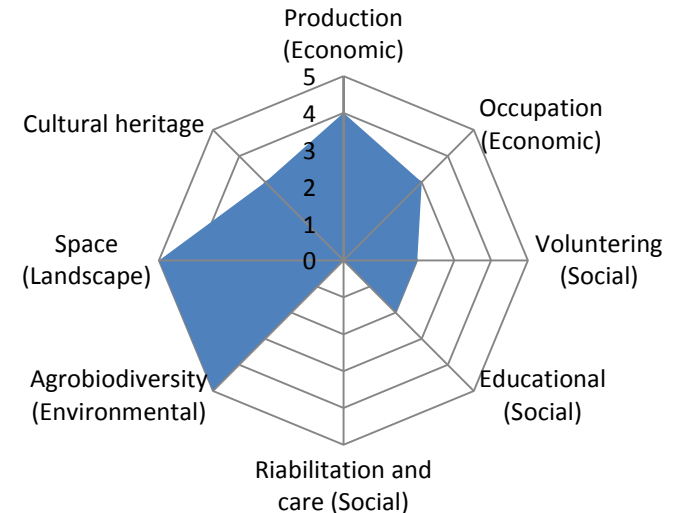 Production
(Economic)
5
4
3
2
1
0
Occupation
(Economic)
Voluntering
(Social)
Educational
(Social)
Riabilitation and
care (Social)
Agrobiodiversity
(Environmental)
Space
(Landscape)
Cultural heritage